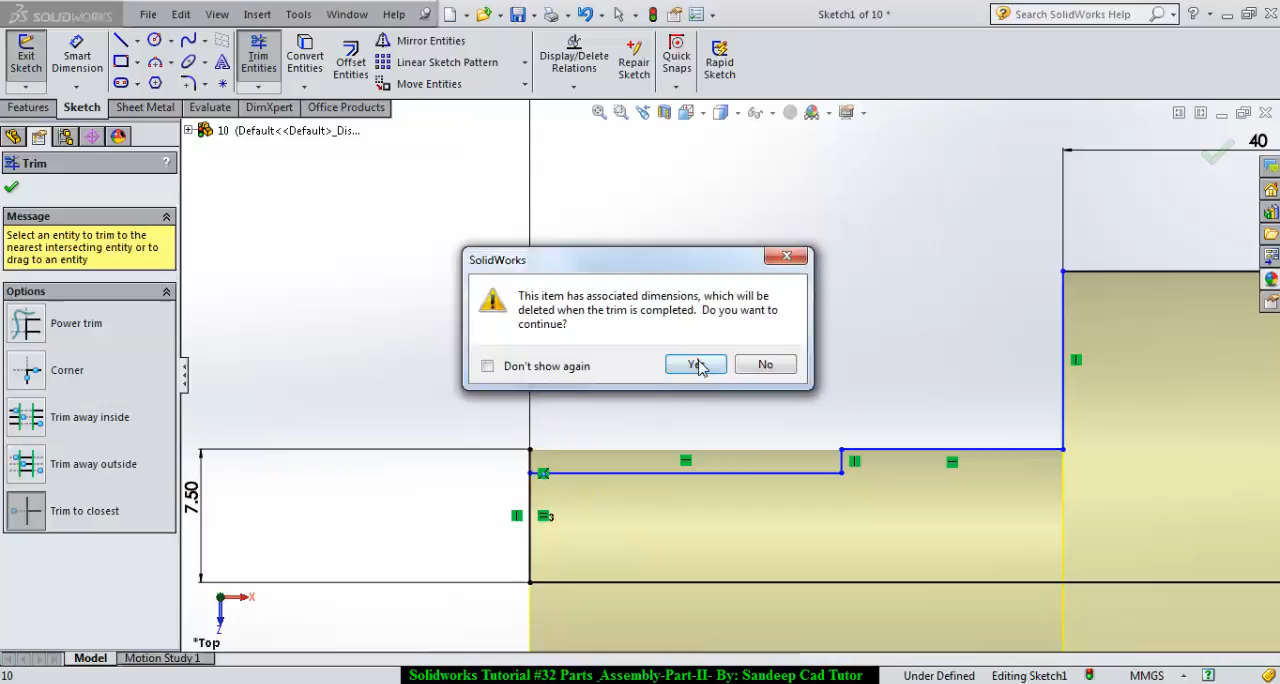 SOLIDWORKS File Edit View Insert Tools Window Help Sketch1 of 10 * Search SolidWorks Help
Exit Sketch
Smart Dimension
Trim Entities
Convert Entities
Offset Entities
Mirror Entities
Linear Sketch Pattern
Move Entities
Display/Delete Relations
Repair Sketch
Quick Snaps
Rapid Sketch
Features Sketch Sheet Metal Evaluate DimXpert Office Products
10 (Default<<Default>_Dis...
Trim ?
Message
Select an entity to trim to the
nearest intersecting entity or to
drag to an entity
Options
Power trim
Corner
Trim away inside
Trim away outside
Trim to closest
40
SolidWorks
This item has associated dimensions, which will be
deleted when the trim is completed. Do you want to
continue?
Don't show again Yes No
7.50
3
X
Z
*Top
Model Motion Study 1
10 Solidworks Tutorial #32 Parts Assembly-Part-II- By: Sandeep Cad Tutor Under Defined Editing Sketch1 MMGS ?